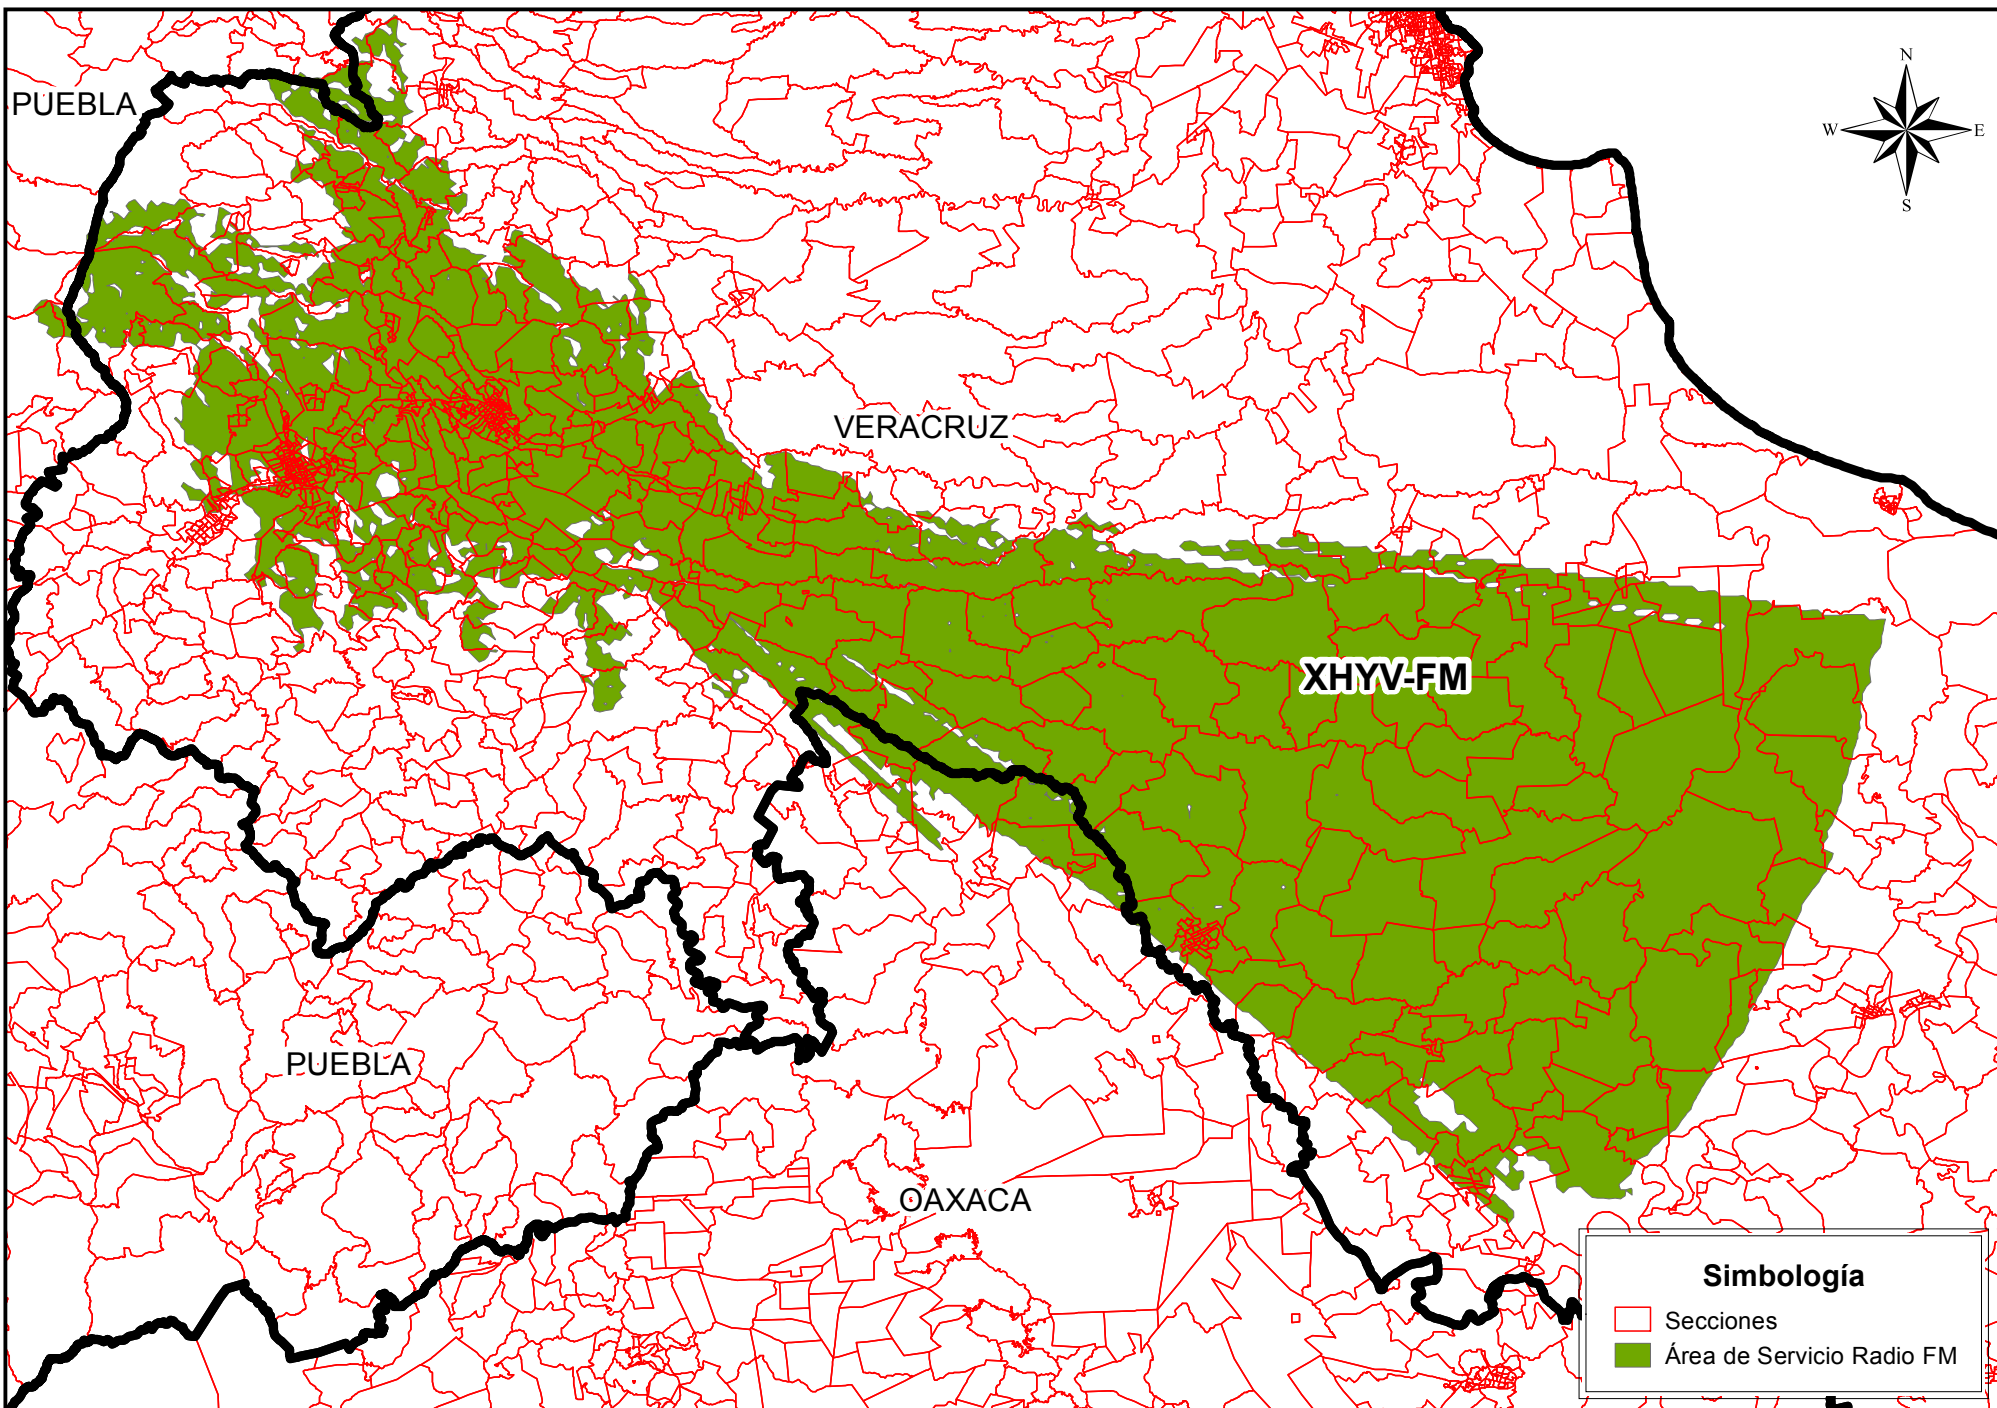 N
PUEBLA
W
E
S
VERACRUZ
XHYV-FM
PUEBLA
OAXACA
Simbología
Secciones
Área de Servicio Radio FM